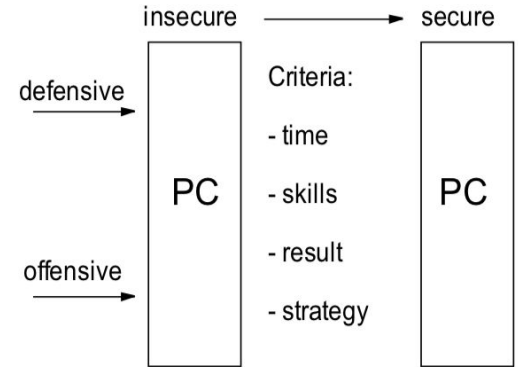 insecure
secure
defensive
Criteria:
- time
PC
- skills
PC
- result
offensive
- strategy